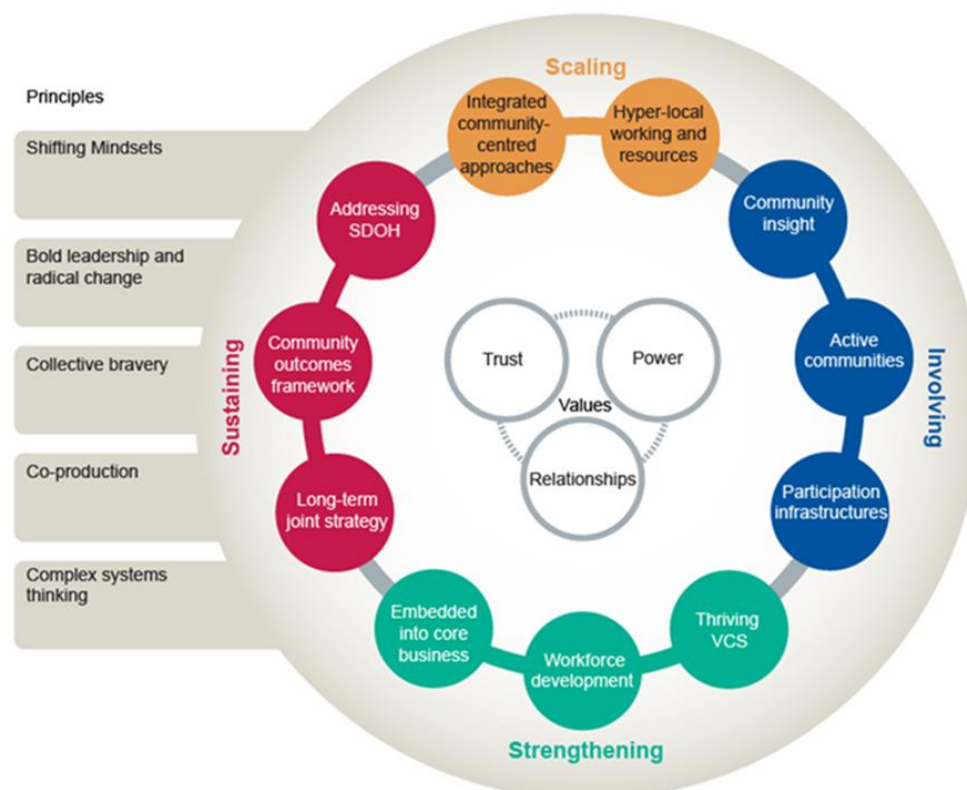 Principles
Shifting Mindsets
Bold leadership and
radical change
Collective bravery
Co-production
Complex systems
thinking
Scaling
Integrated
community-
centred
approaches
Hyper-local
working and
resources
Involving
Community
insight
Active
communities
Participation
infrastructures
Strengthening
Thriving
VCS
Workforce
development
Embedded
into core
business
Sustaining
Long-term
joint strategy
Community
outcomes
framework
Addressing
SDOH
Trust
Power
Values
Relationships